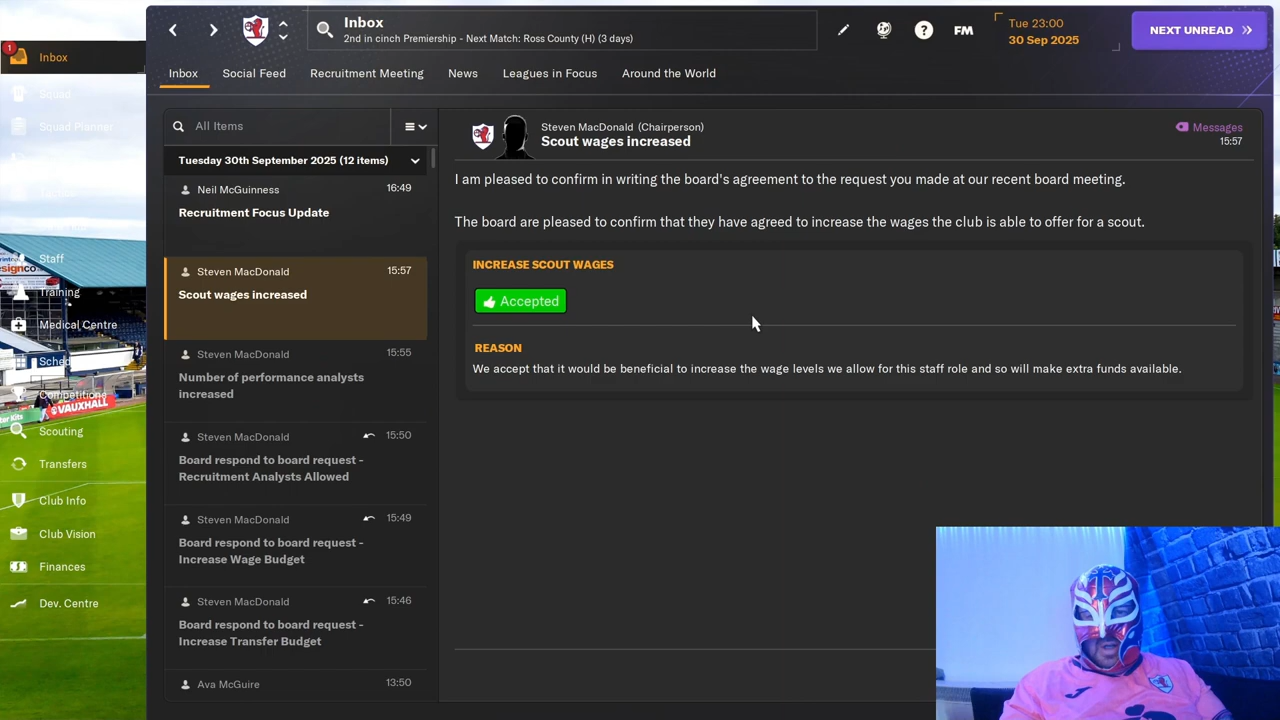 Inbox
2nd in cinch Premiership - Next Match: Ross County (H) (3 days)
FM
Tue 23:00
30 Sep 2025
NEXT UNREAD
1
Inbox
Squad
Squad Planner
Staff
Training
Medical Centre
Sched
Competitions
Scouting
Transfers
Club Info
Club Vision
Finances
Dev. Centre
esignco.
ter Kits
VAUXHALL
Inbox
Social Feed
Recruitment Meeting
News
Leagues in Focus
Around the World
All Items
Tuesday 30th September 2025 (12 items)
Neil McGuinness
16:49
Recruitment Focus Update
Steven MacDonald
15:57
Scout wages increased
Steven MacDonald
15:55
Number of performance analysts
increased
Steven MacDonald
15:50
Board respond to board request -
Recruitment Analysts Allowed
Steven MacDonald
15:49
Board respond to board request -
Increase Wage Budget
Steven MacDonald
15:46
Board respond to board request -
Increase Transfer Budget
Ava McGuire
13:50
Steven MacDonald (Chairperson)
Scout wages increased
Messages
15:57
I am pleased to confirm in writing the board's agreement to the request you made at our recent board meeting.
The board are pleased to confirm that they have agreed to increase the wages the club is able to offer for a scout.
INCREASE SCOUT WAGES
Accepted
REASON
We accept that it would be beneficial to increase the wage levels we allow for this staff role and so will make extra funds available.